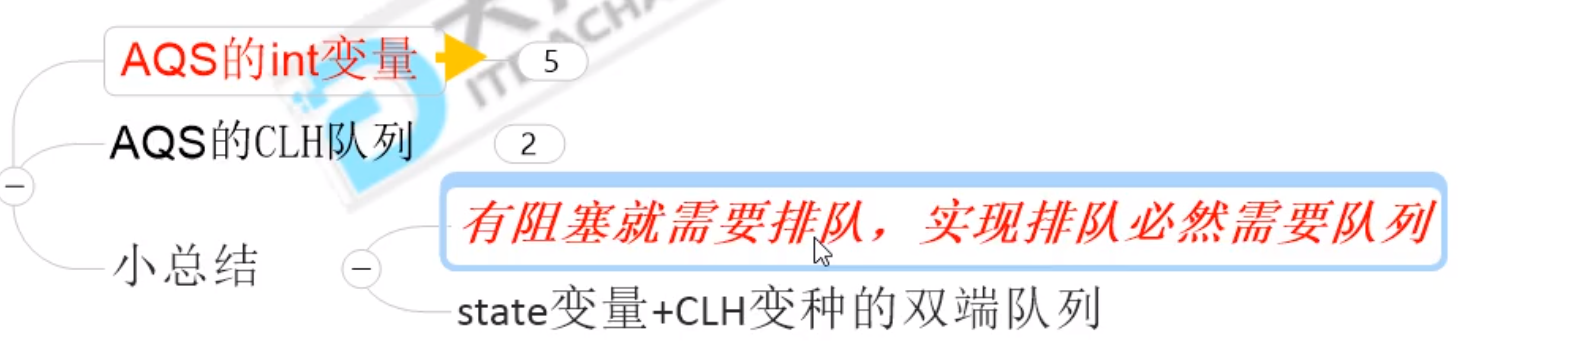 AQS的int变量
5
AQS的CLH队列
2
有阻塞就需要排队，实现排队必然需要队列
小总结
state变量+CLH变种的双端队列